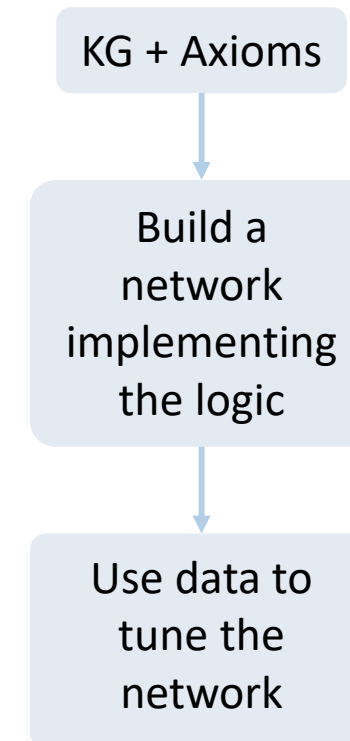 KG + Axioms
Build a
network
implementing
the logic
Use data to
tune the
network